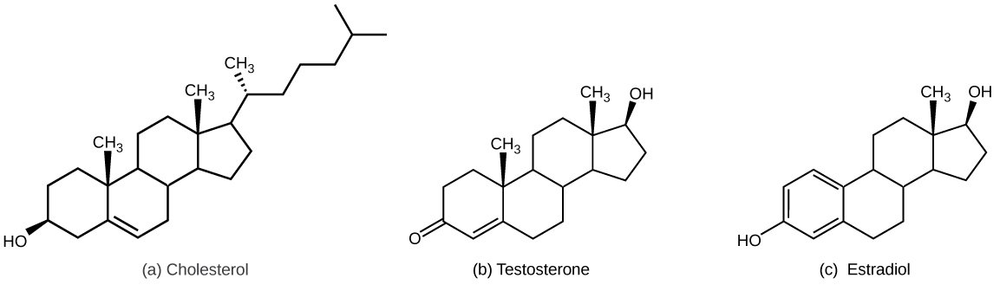 CH₃
CH₃
CH₃
HO
(a) Cholesterol
CH₃
OH
CH₃
O
(b) Testosterone
CH₃
OH
HO
(c) Estradiol